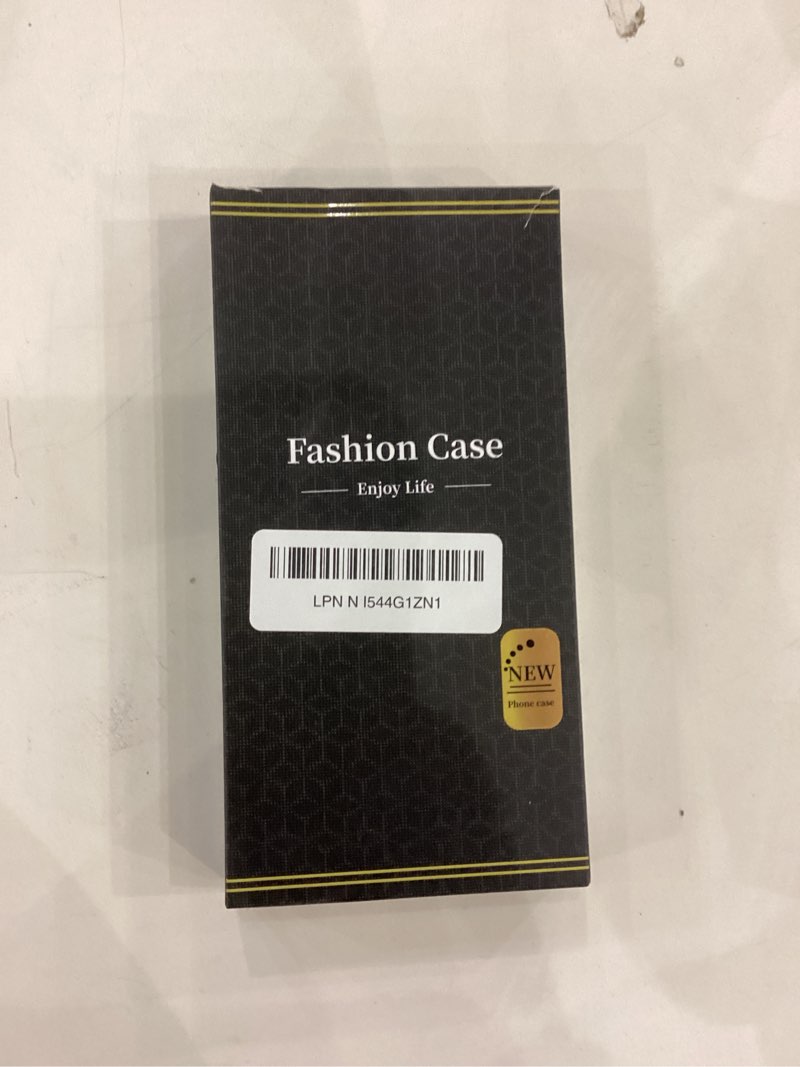 Fashion Case
Enjoy Life
LPN N I544G1ZN1
NEW
Phone case